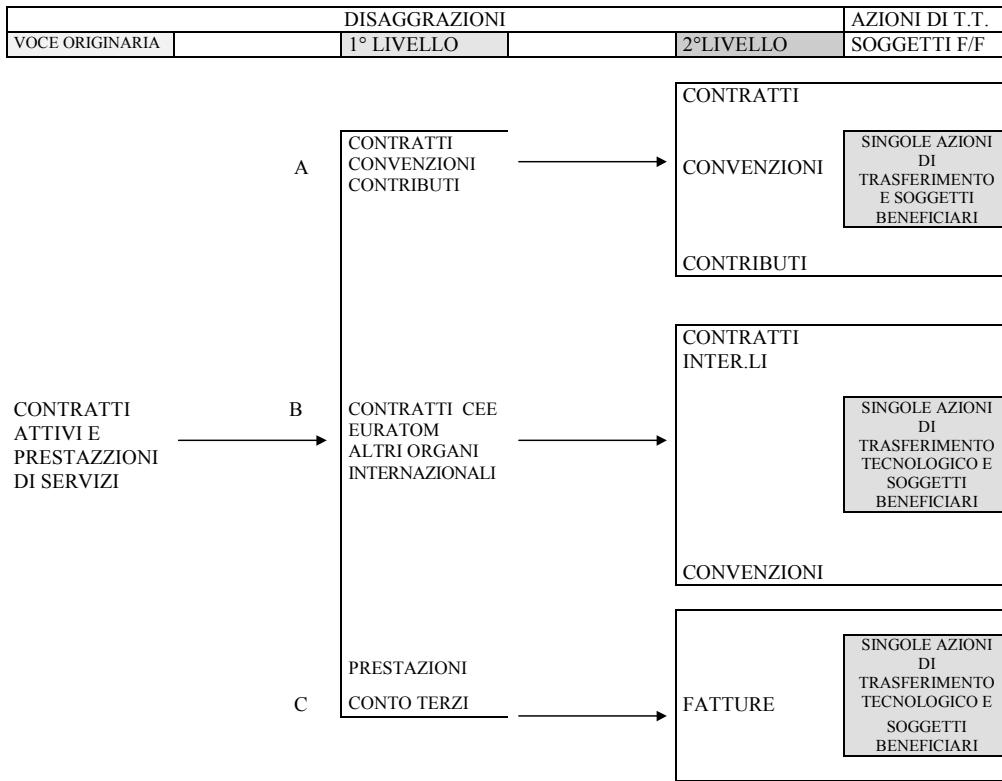 DISAGGRAZIONI AZIONI DI T.T.
VOCE ORIGINARIA 1° LIVELLO 2°LIVELLO SOGGETTI F/F
CONTRATTI
ATTIVI E
PRESTAZZIONI
DI SERVIZI
A
CONTRATTI
CONVENZIONI
CONTRIBUTI
CONTRATTI
CONVENZIONI
CONTRIBUTI
SINGOLE AZIONI
DI
TRASFERIMENTO
E SOGGETTI
BENEFICIARI
B
CONTRATTI CEE
EURATOM
ALTRI ORGANI
INTERNAZIONALI
CONTRATTI
INTER.LI
CONVENZIONI
SINGOLE AZIONI
DI
TRASFERIMENTO
TECNOLOGICO E
SOGGETTI
BENEFICIARI
C
PRESTAZIONI
CONTO TERZI
FATTURE
SINGOLE AZIONI
DI
TRASFERIMENTO
TECNOLOGICO E
SOGGETTI
BENEFICIARI